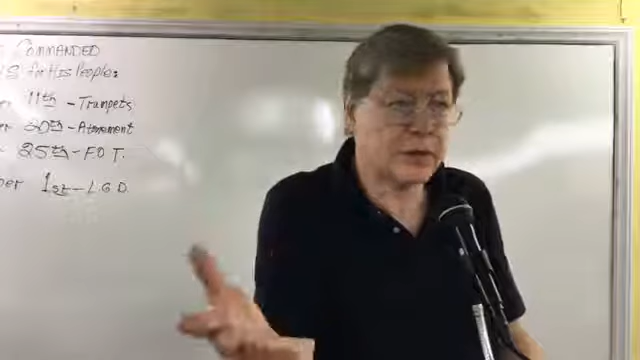 COMMANDED
for His People:
11th - Trumpets
30th - Atonement
25th - F.O.T.
1st - L.G.D.